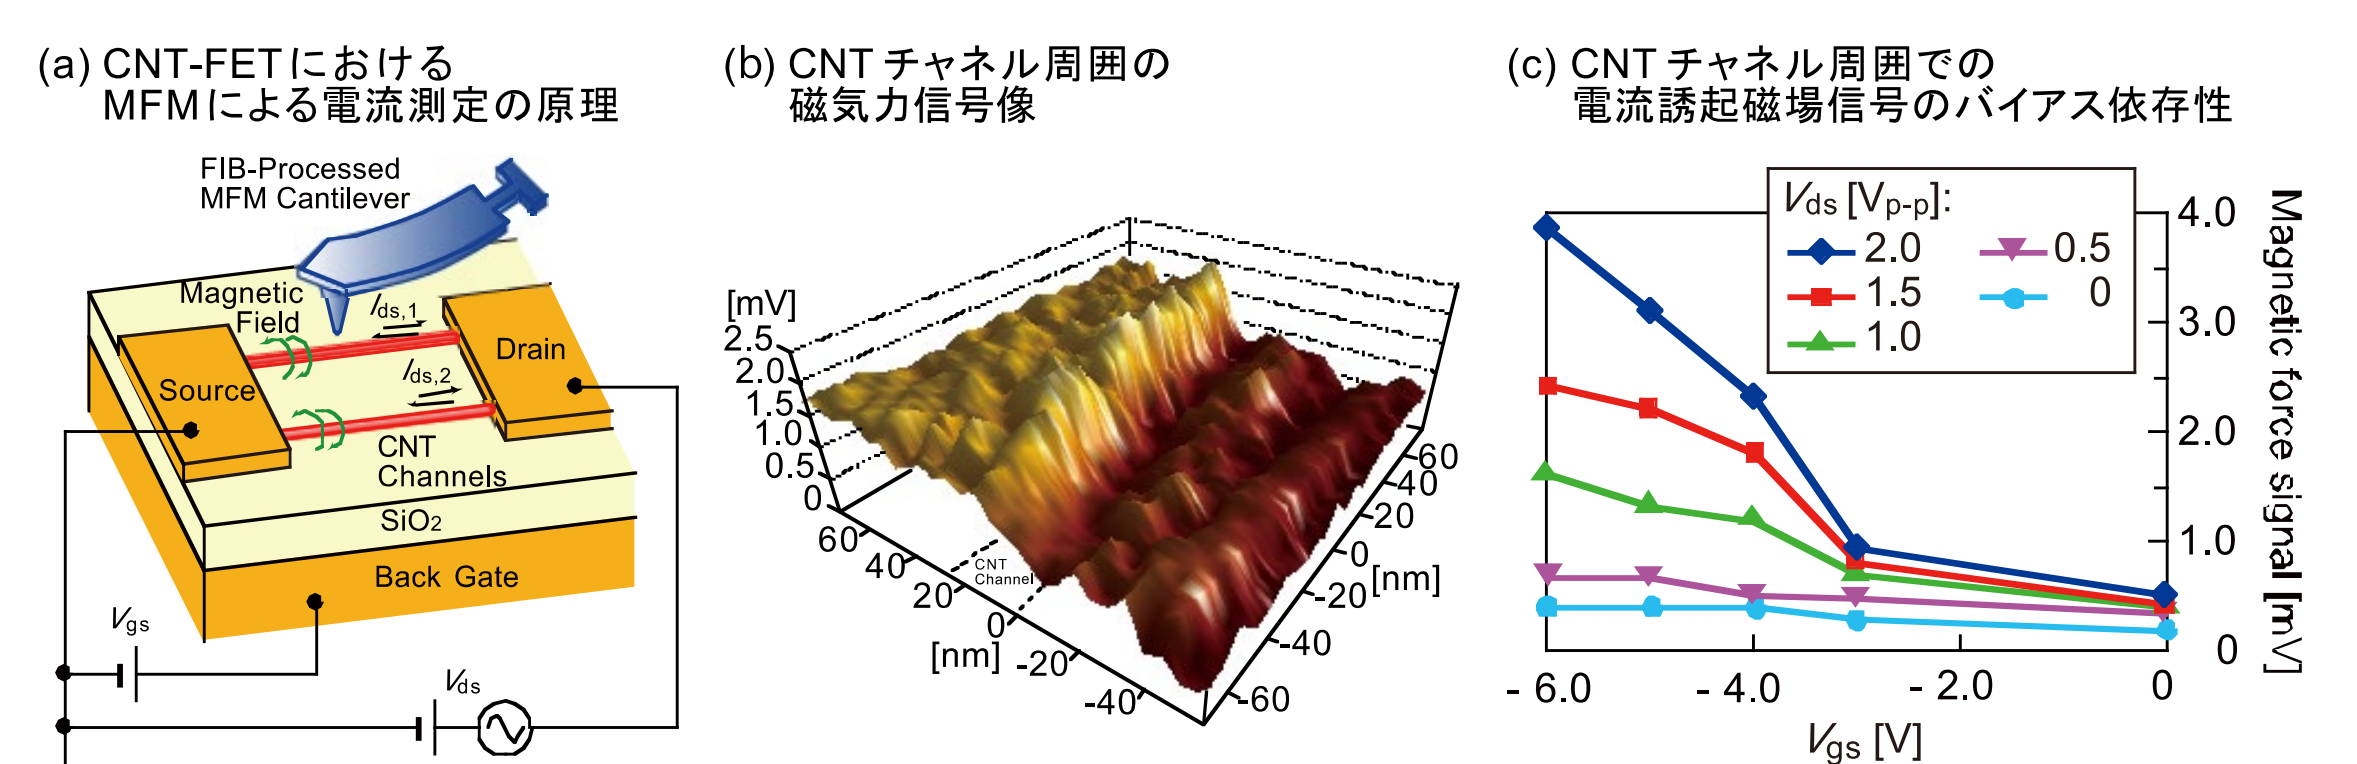 (a) CNT-FETにおける
MFMによる電流測定の原理
FIB-Processed
MFM Cantilever
Magnetic
Field
Ids,1
Ids,2
Drain
Source
CNT
Channels
SiO2
Back Gate
Vgs
Vds
(b) CNTチャネル周囲の
磁気力信号像
[mV]
2.5
2.0
1.5
1.0
0.5
0
60
40
20
0
-20
-40
[nm]
CNT
Channel
60
40
20
0
-20
-40
-60
[nm]
(c) CNTチャネル周囲での
電流誘起磁場信号のバイアス依存性
Vds [Vp-p]:
2.0
0.5
1.5
0
1.0
4.0
3.0
2.0
1.0
0
Magnetic force signal [mV]
- 6.0
- 4.0
- 2.0
0
Vgs [V]